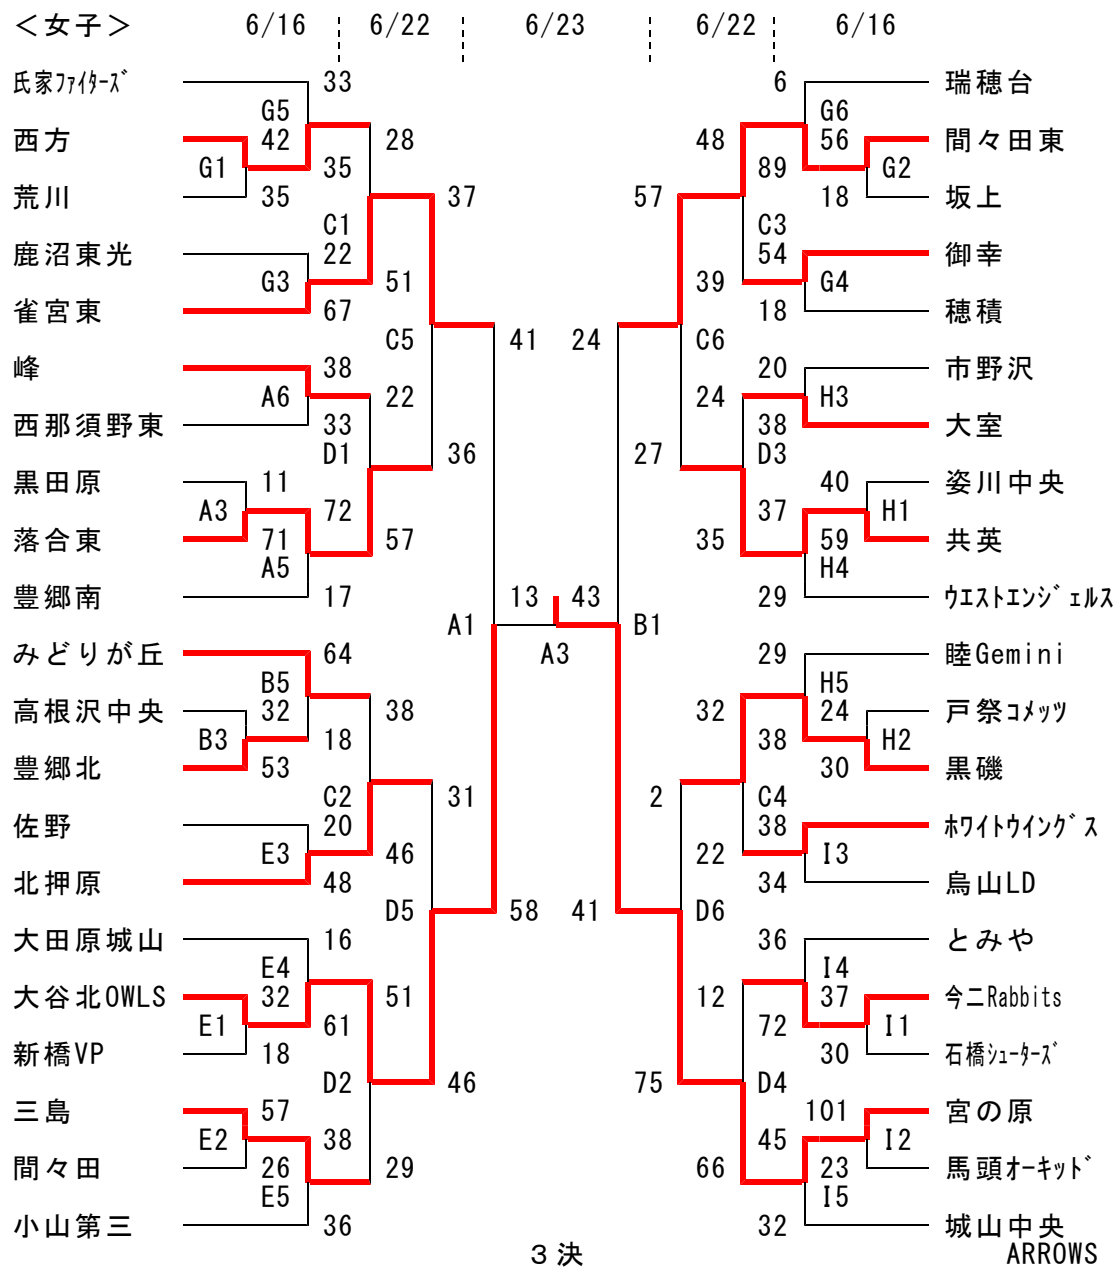 ＜女子＞ 6/16 6/22 6/23 6/22 6/16
氏家ﾌｧｲﾀｰｽﾞ 33 6 瑞穂台
G5 G6
西方 42 28 48 56 間々田東
G1 35 89 G2
荒川 35 37 57 18 坂上
C1 C3
鹿沼東光 22 54 御幸
G3 51 39 G4
雀宮東 67 18 穂積
C5 41 24 C6
峰 38 20 市野沢
A6 22 24 H3
西那須野東 33 38 大室
D1 36 27 D3
黒田原 11 40 姿川中央
A3 72 37 H1
落合東 71 57 35 59 共英
A5 H4
豊郷南 17 13 43 29 ｳｴｽﾄｴﾝｼﾞｪﾙｽ
A1 B1
みどりが丘 64 A3 29 睦Gemini
B5 H5
高根沢中央 32 38 32 24 戸祭ｺﾒｯﾂ
B3 18 38 H2
豊郷北 53 30 黒磯
C2 31 2 C4
佐野 20 38 ﾎﾜｲﾄｳｲﾝｸﾞｽ
E3 46 22 I3
北押原 48 34 烏山LD
D5 58 41 D6
大田原城山 16 36 とみや
E4 I4
大谷北OWLS 32 51 12 37 今二Rabbits
E1 61 72 I1
新橋VP 18 30 石橋ｼｭｰﾀｰｽﾞ
D2 46 75 D4
三島 57 101 宮の原
E2 38 45 I2
間々田 26 29 66 23 馬頭ｵｰｷｯﾄﾞ
E5 I5
小山第三 36 32 城山中央
３決 ARROWS